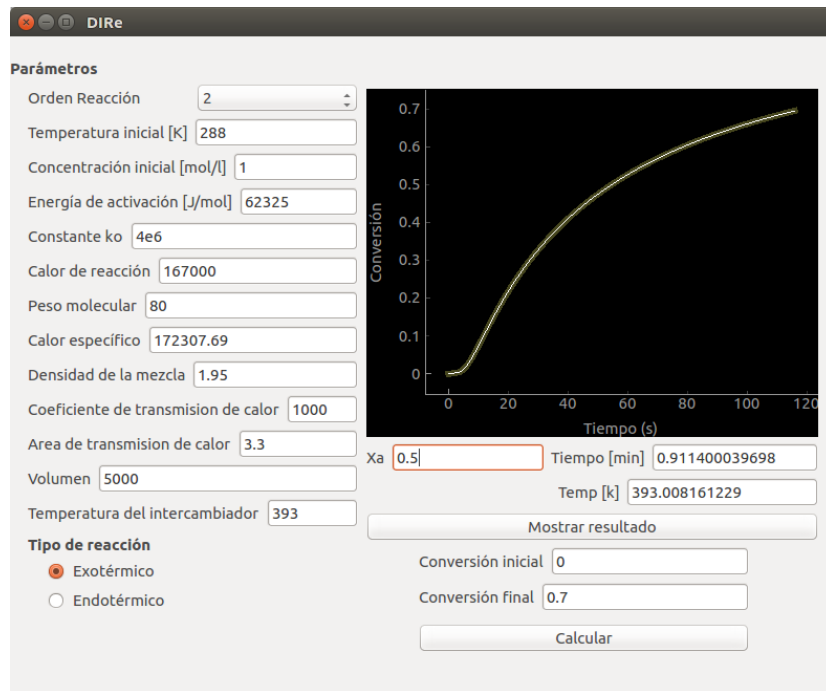 DIRe
Parámetros
Orden Reacción 2
Temperatura inicial [K] 288
Concentración inicial [mol/l] 1
Energía de activación [J/mol] 62325
Constante ko 4e6
Calor de reacción 167000
Peso molecular 80
Calor específico 172307.69
Densidad de la mezcla 1.95
Coeficiente de transmision de calor 1000
Area de transmision de calor 3.3
Volumen 5000
Temperatura del intercambiador 393
Tipo de reacción
Exotérmico
Endotérmico
Conversión
0.7
0.6
0.5
0.4
0.3
0.2
0.1
0
0 20 40 60 80 100 120
Tiempo (s)
Xa 0.5 Tiempo [min] 0.911400039698
Temp [k] 393.008161229
Mostrar resultado
Conversión inicial 0
Conversión final 0.7
Calcular